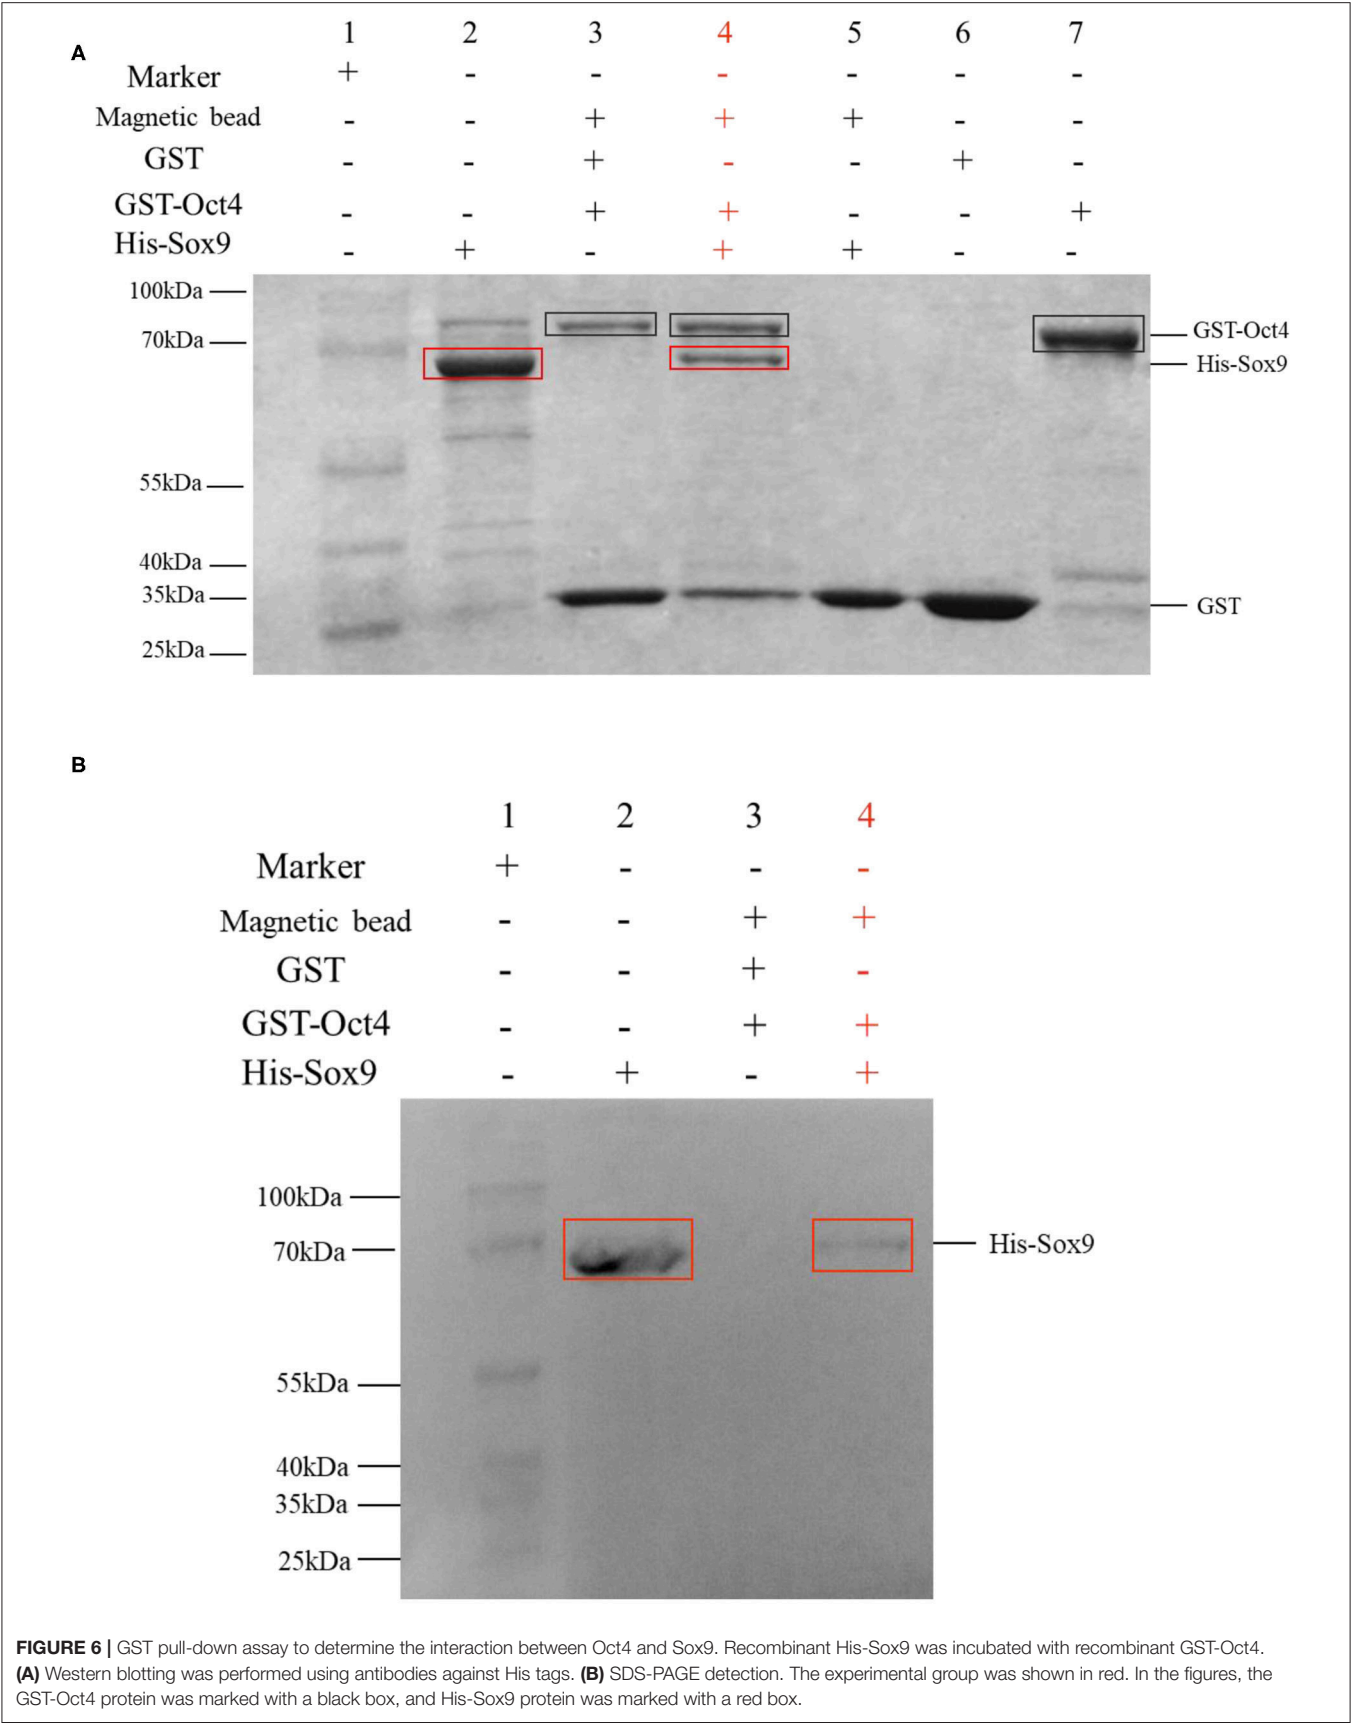 A
1 2 3 4 5 6 7
Marker + - - - - - -
Magnetic bead - - + + + - -
GST - - + - - + -
GST-Oct4 - - + + - - +
His-Sox9 - + - + + - -
100kDa
70kDa
55kDa
40kDa
35kDa
25kDa
GST-Oct4
His-Sox9
GST
B
1 2 3 4
Marker + - - -
Magnetic bead - - + +
GST - - + -
GST-Oct4 - - + +
His-Sox9 - + - +
100kDa
70kDa
55kDa
40kDa
35kDa
25kDa
His-Sox9
FIGURE 6 | GST pull-down assay to determine the interaction between Oct4 and Sox9. Recombinant His-Sox9 was incubated with recombinant GST-Oct4.
(A) Western blotting was performed using antibodies against His tags. (B) SDS-PAGE detection. The experimental group was shown in red. In the figures, the
GST-Oct4 protein was marked with a black box, and His-Sox9 protein was marked with a red box.